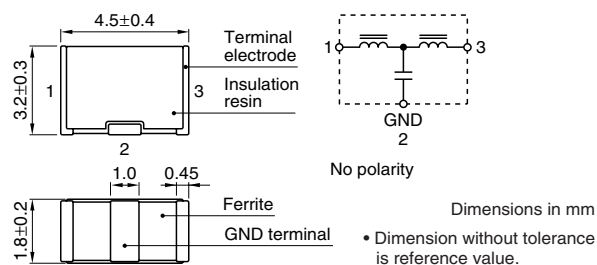 4.5±0.4
Terminal
electrode
Insulation
resin
3.2±0.3
1
3
2
1
3
GND
2
No polarity
1.0
0.45
1.8±0.2
Ferrite
GND terminal
Dimensions in mm
• Dimension without tolerance
is reference value.